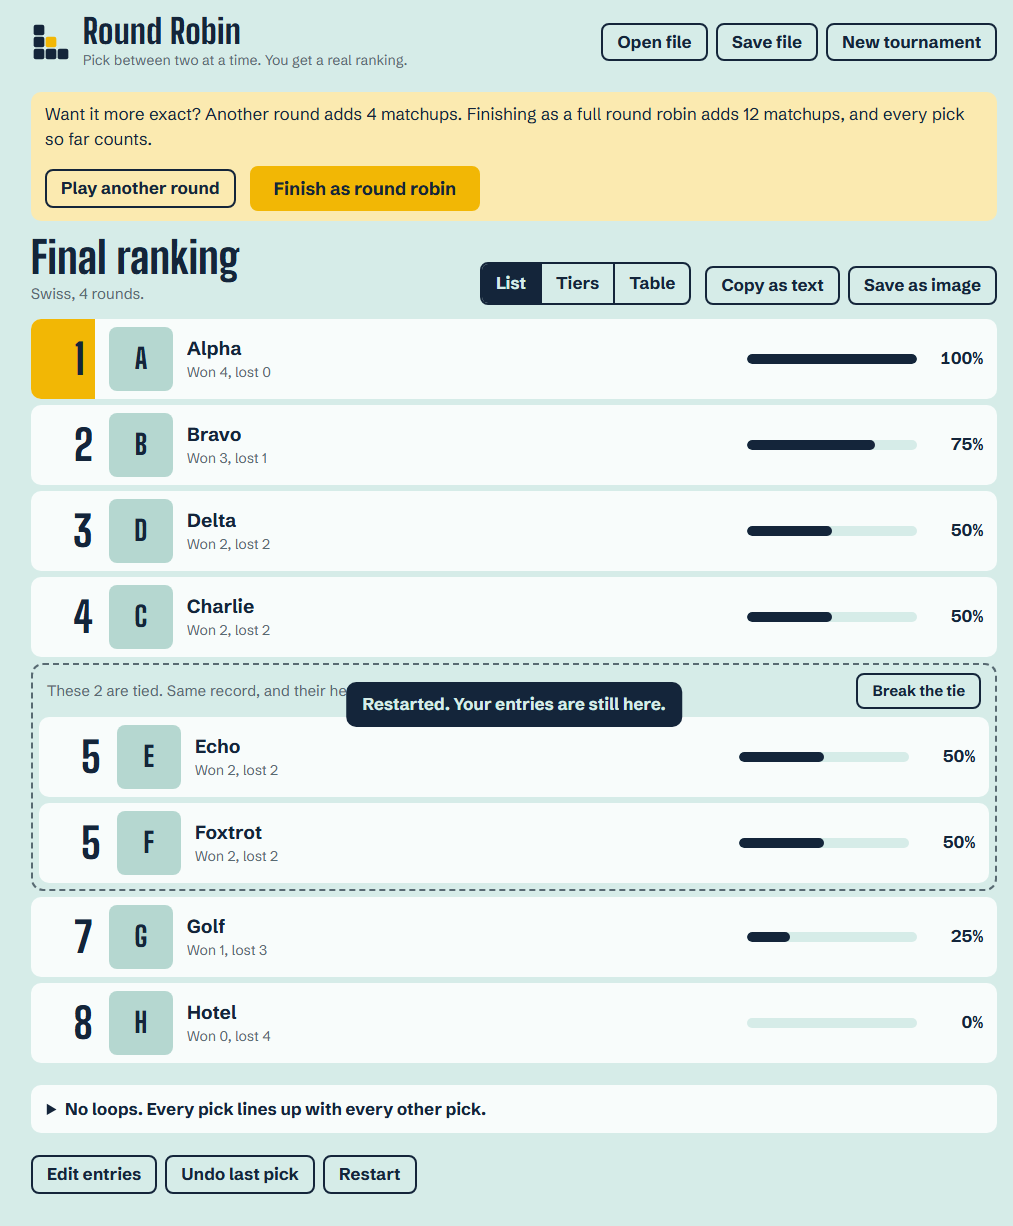 Round Robin
Pick between two at a time. You get a real ranking.
Open file
Save file
New tournament
Want it more exact? Another round adds 4 matchups. Finishing as a full round robin adds 12 matchups, and every pick
so far counts.
Play another round
Finish as round robin
Final ranking
Swiss, 4 rounds.
List
Tiers
Table
Copy as text
Save as image
1
A
Alpha
Won 4, lost 0
100%
2
B
Bravo
Won 3, lost 1
75%
3
D
Delta
Won 2, lost 2
50%
4
C
Charlie
Won 2, lost 2
50%
These 2 are tied. Same record, and their
Restarted. Your entries are still here.
Break the tie
5
E
Echo
Won 2, lost 2
50%
5
F
Foxtrot
Won 2, lost 2
50%
7
G
Golf
Won 1, lost 3
25%
8
H
Hotel
Won 0, lost 4
0%
No loops. Every pick lines up with every other pick.
Edit entries
Undo last pick
Restart